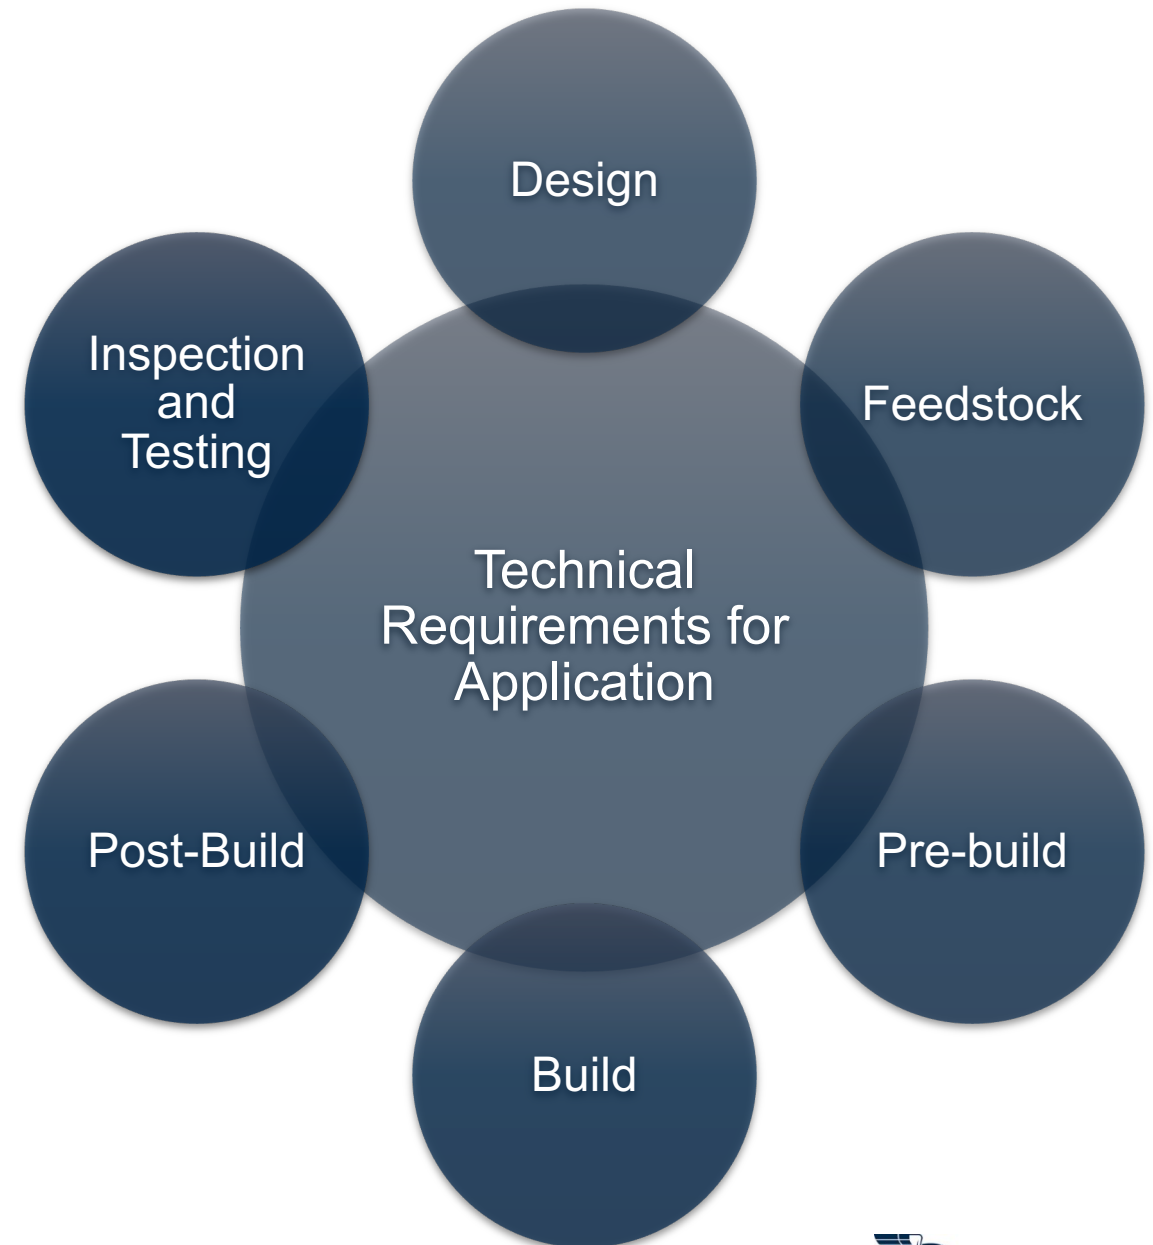 Design
Feedstock
Inspection
and
Testing
Technical
Requirements for
Application
Post-Build
Pre-build
Build